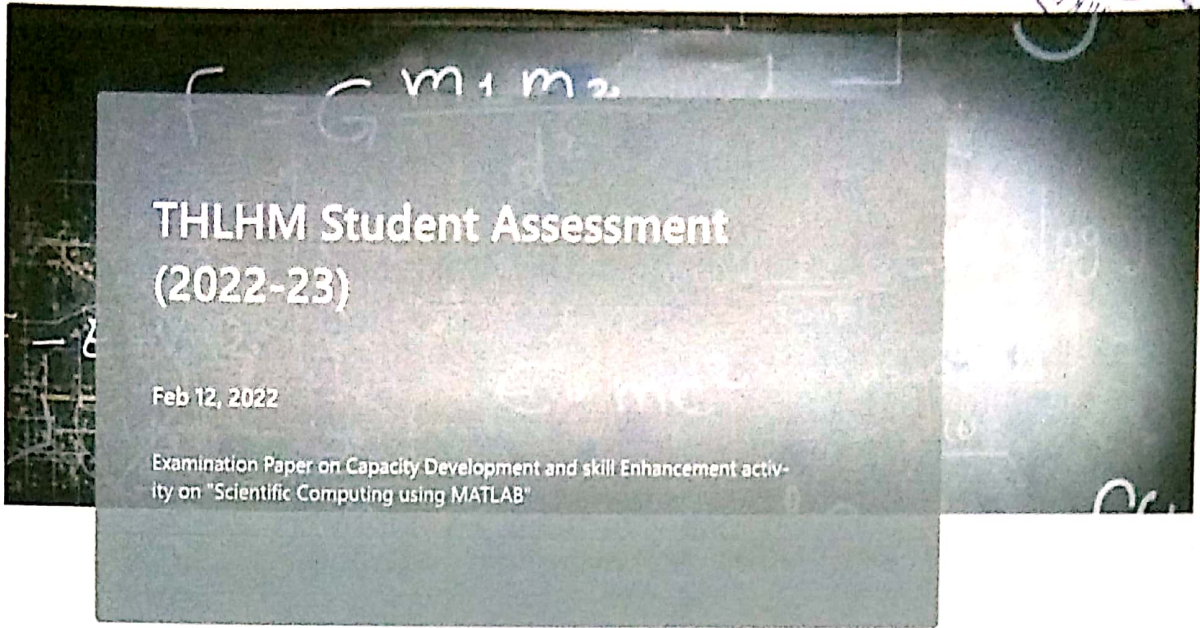 F = G m1 m2
d²
THLHM Student Assessment
(2022-23)
Feb 12, 2022
Examination Paper on Capacity Development and skill Enhancement activ-
ity on "Scientific Computing using MATLAB"